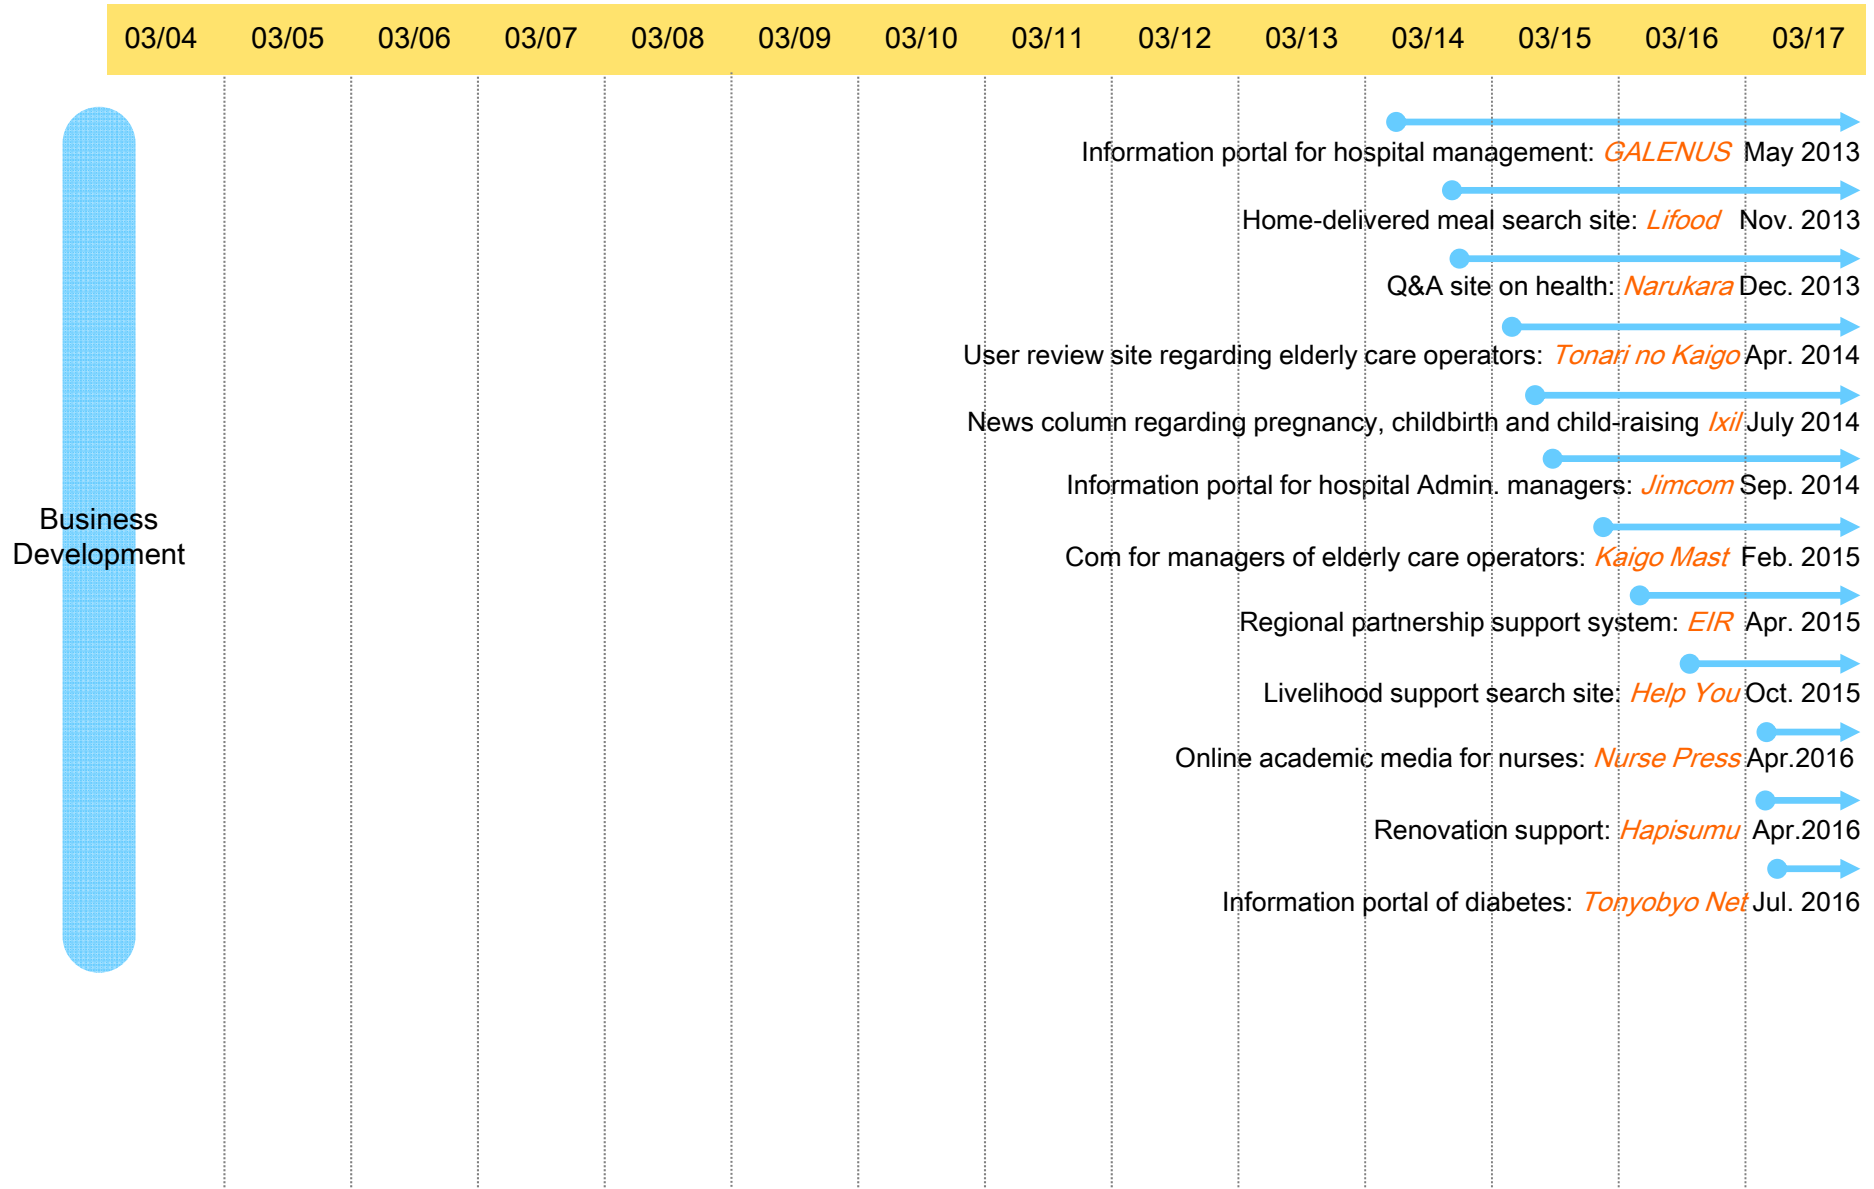 03/04 03/05 03/06 03/07 03/08 03/09 03/10 03/11 03/12 03/13 03/14 03/15 03/16 03/17
Information portal for hospital management: GALENUS May 2013
Home-delivered meal search site: Lifood Nov. 2013
Q&A site on health: Narukara Dec. 2013
User review site regarding elderly care operators: Tonari no Kaigo Apr. 2014
News column regarding pregnancy, childbirth and child-raising Ixil July 2014
Information portal for hospital Admin. managers: Jimcom Sep. 2014
Business
Development
Com for managers of elderly care operators: Kaigo Mast Feb. 2015
Regional partnership support system: EIR Apr. 2015
Livelihood support search site: Help You Oct. 2015
Online academic media for nurses: Nurse Press Apr.2016
Renovation support: Hapisumu Apr.2016
Information portal of diabetes: Tonyobyo Net Jul. 2016